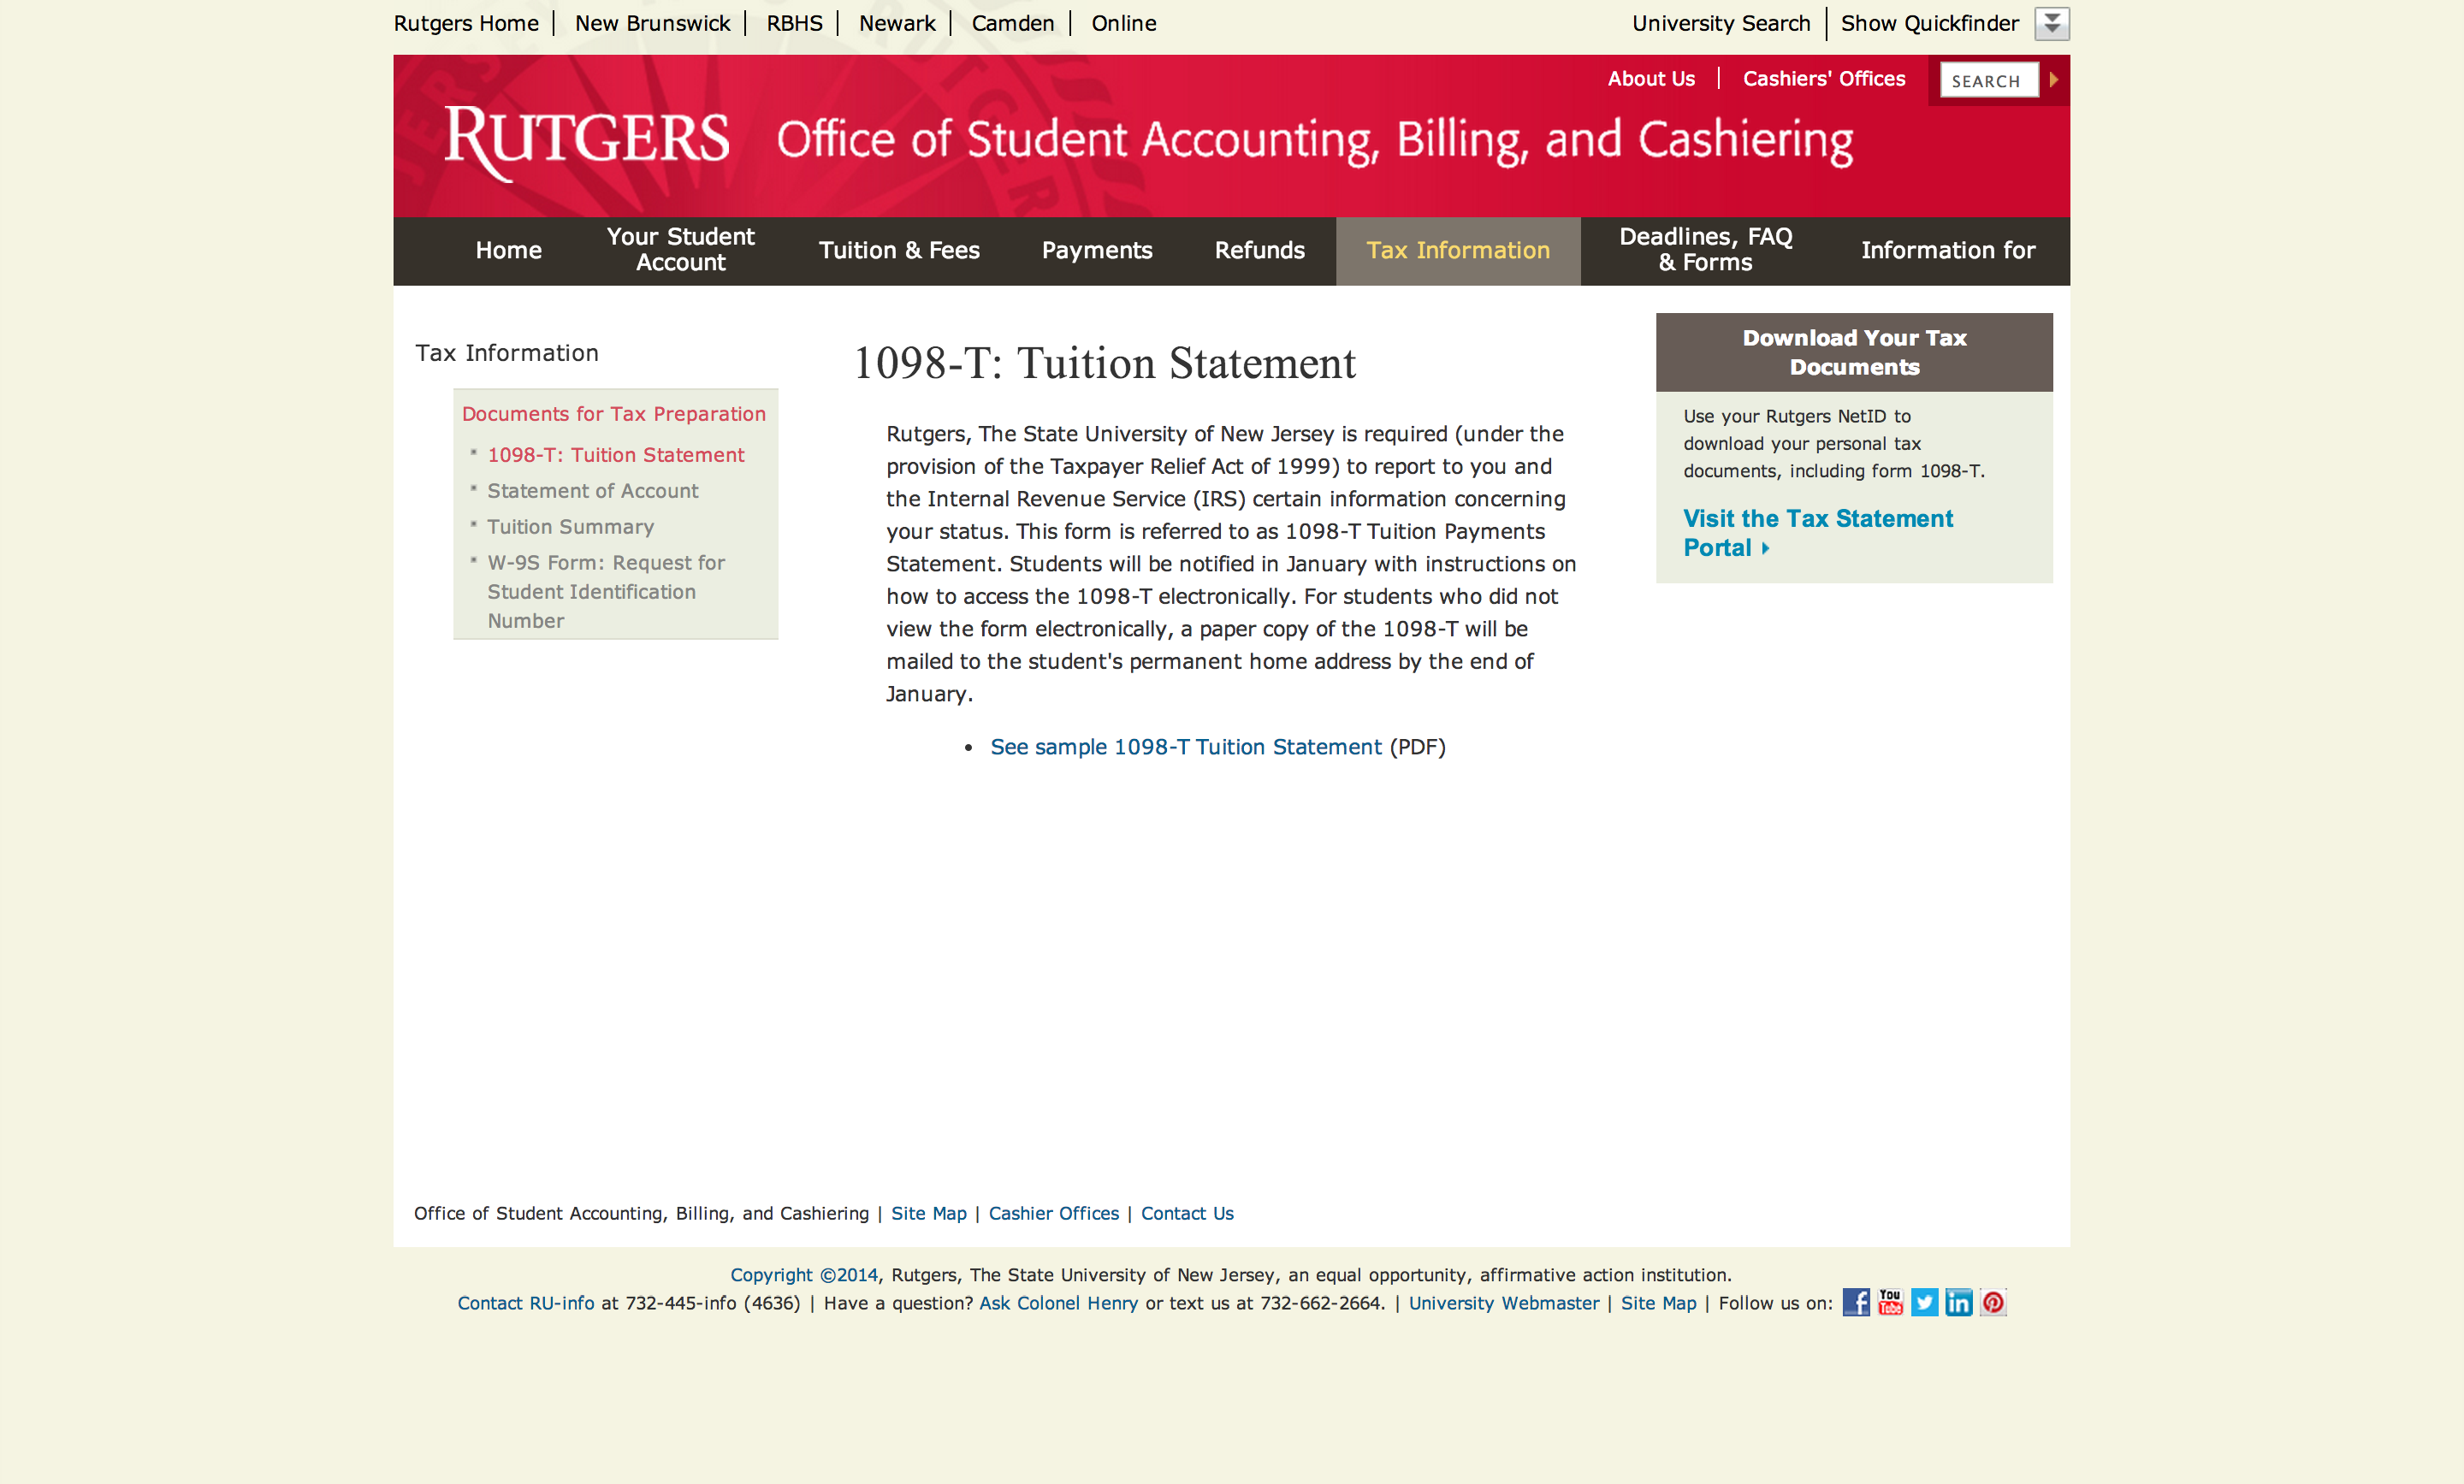 Rutgers Home | New Brunswick | RBHS | Newark | Camden | Online
University Search | Show Quickfinder
About Us | Cashiers' Offices
SEARCH
RUTGERS Office of Student Accounting, Billing, and Cashiering
Home
Your Student
Account
Tuition & Fees
Payments
Refunds
Tax Information
Deadlines, FAQ
& Forms
Information for
Tax Information
Documents for Tax Preparation
1098-T: Tuition Statement
Statement of Account
Tuition Summary
W-9S Form: Request for
Student Identification
Number
1098-T: Tuition Statement
Rutgers, The State University of New Jersey is required (under the
provision of the Taxpayer Relief Act of 1999) to report to you and
the Internal Revenue Service (IRS) certain information concerning
your status. This form is referred to as 1098-T Tuition Payments
Statement. Students will be notified in January with instructions on
how to access the 1098-T electronically. For students who did not
view the form electronically, a paper copy of the 1098-T will be
mailed to the student's permanent home address by the end of
January.
• See sample 1098-T Tuition Statement (PDF)
Download Your Tax
Documents
Use your Rutgers NetID to
download your personal tax
documents, including form 1098-T.
Visit the Tax Statement
Portal
Office of Student Accounting, Billing, and Cashiering | Site Map | Cashier Offices | Contact Us
Copyright ©2014, Rutgers, The State University of New Jersey, an equal opportunity, affirmative action institution.
Contact RU-info at 732-445-info (4636) | Have a question? Ask Colonel Henry or text us at 732-662-2664. | University Webmaster | Site Map | Follow us on: